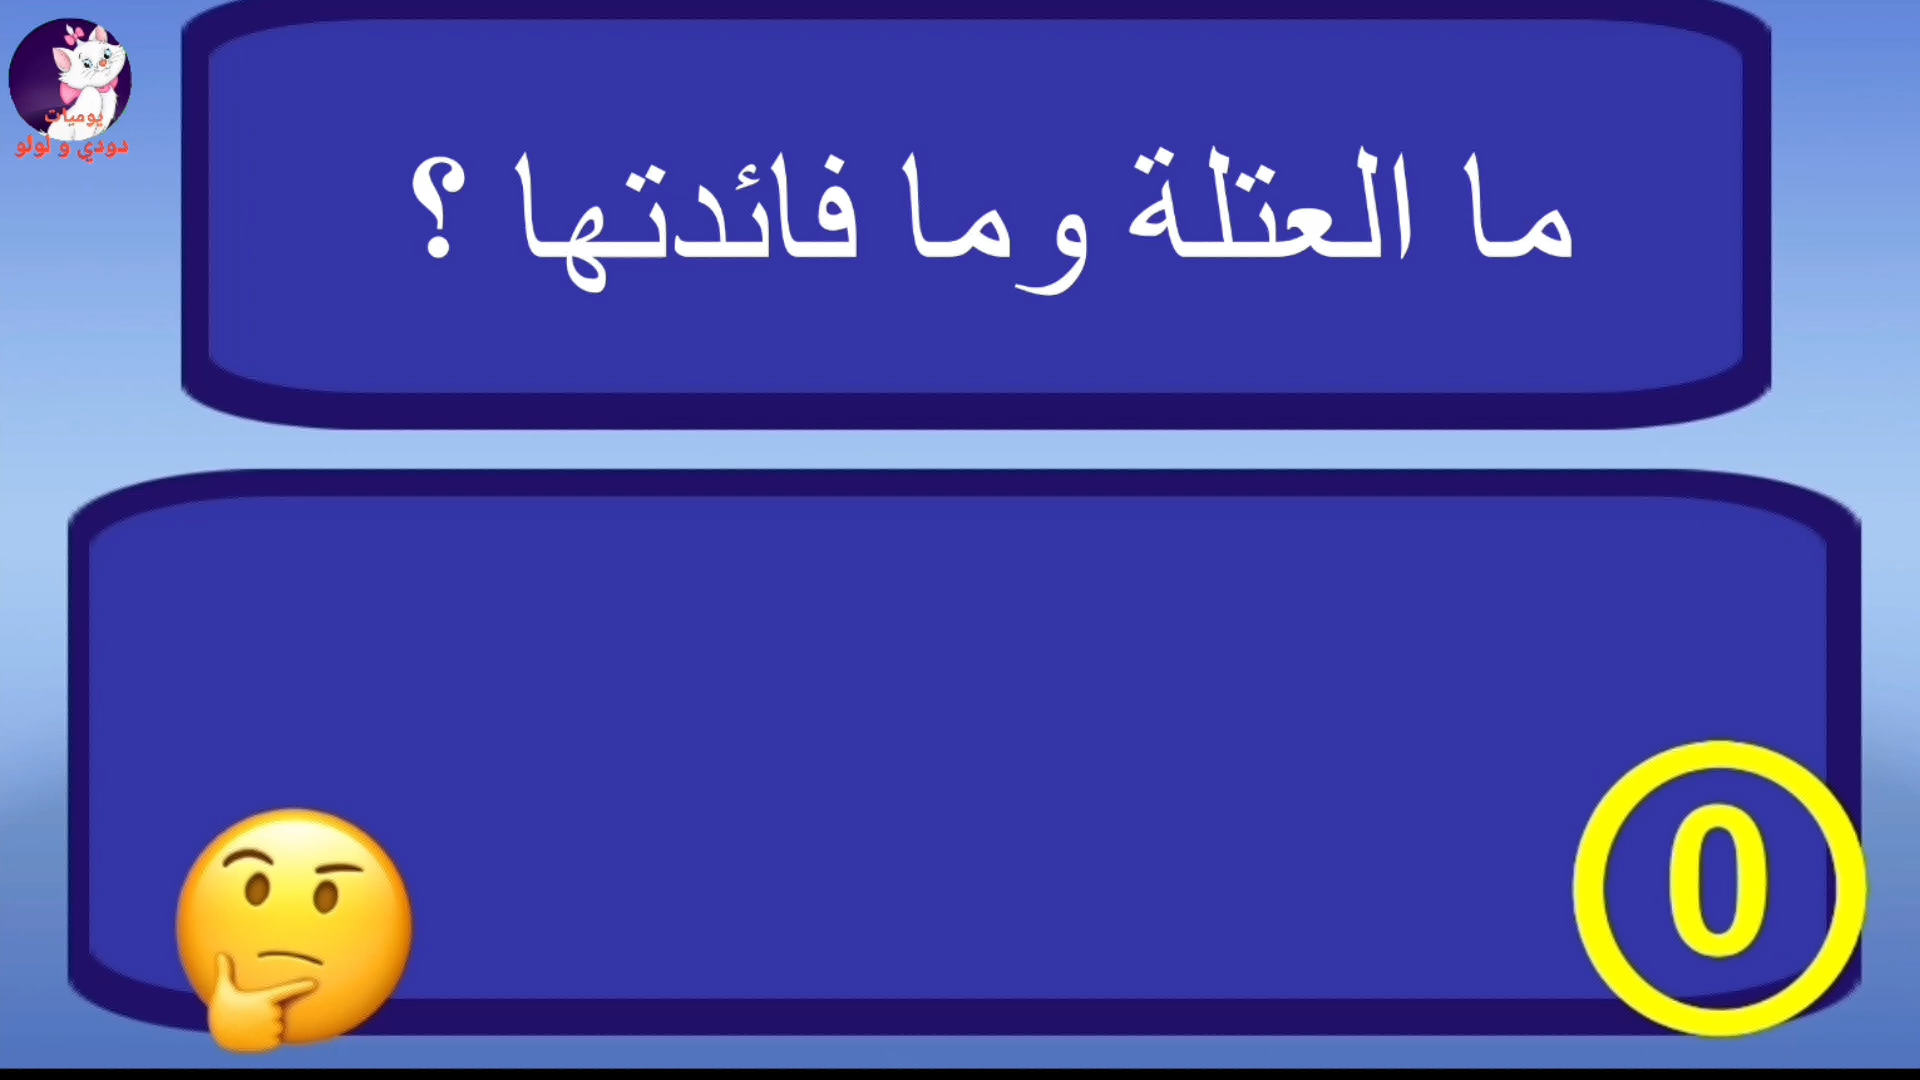 يوميات
دودي و لولو
ما العتلة وما فائدتها ؟
0